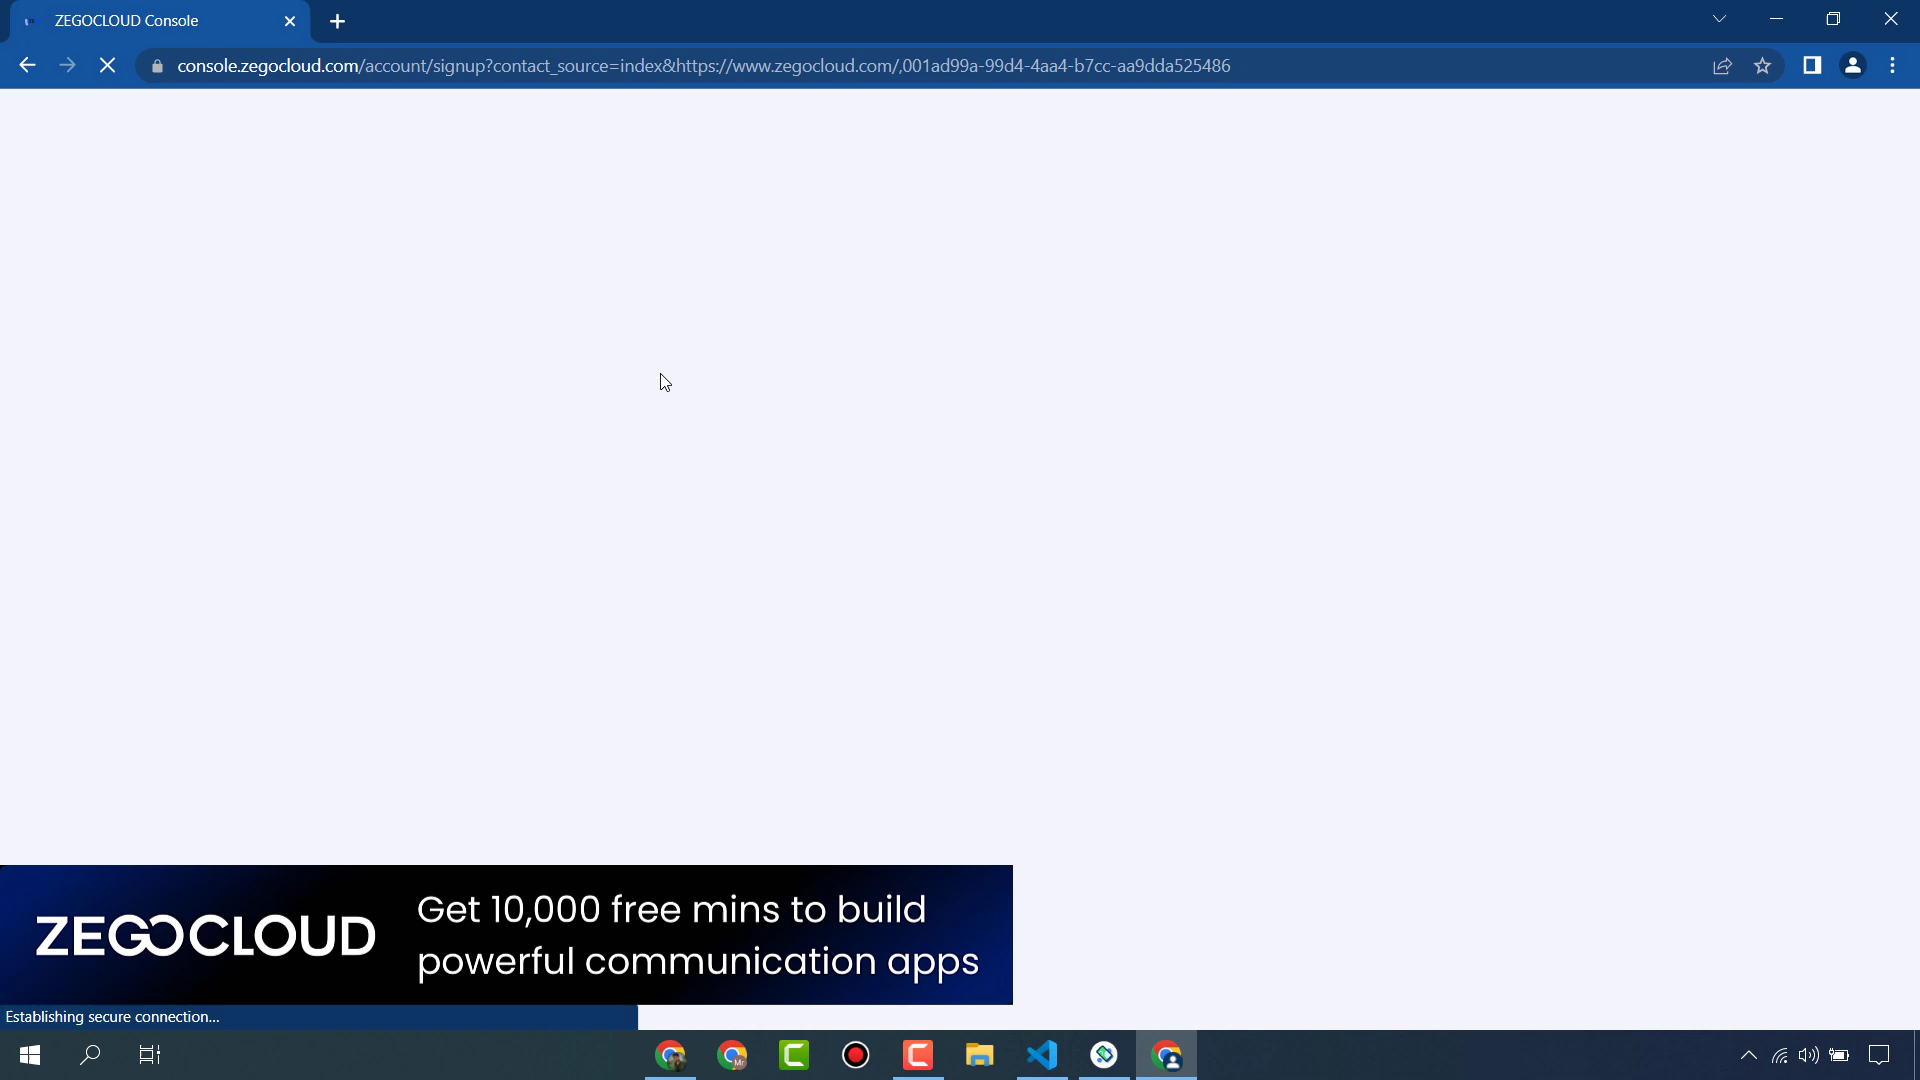 ZEGOCLOUD Console
console.zegocloud.com/account/signup?contact_source=index&https://www.zegocloud.com/,001ad99a-99d4-4aa4-b7cc-aa9dda525486
ZEGOCLOUD
Get 10,000 free mins to build
powerful communication apps
Establishing secure connection...
Mr